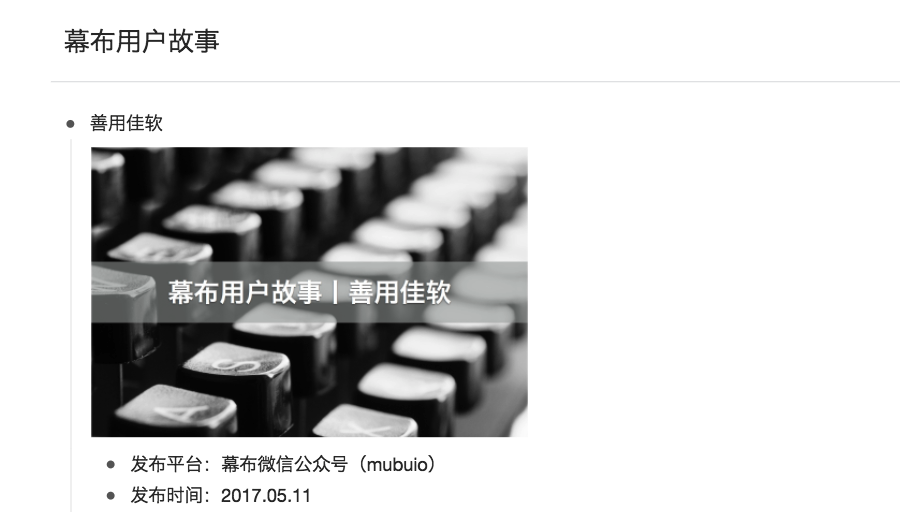 幕布用户故事
善用佳软
幕布用户故事丨善用佳软
S
A
X
发布平台：幕布微信公众号（mubuio）
发布时间：2017.05.11